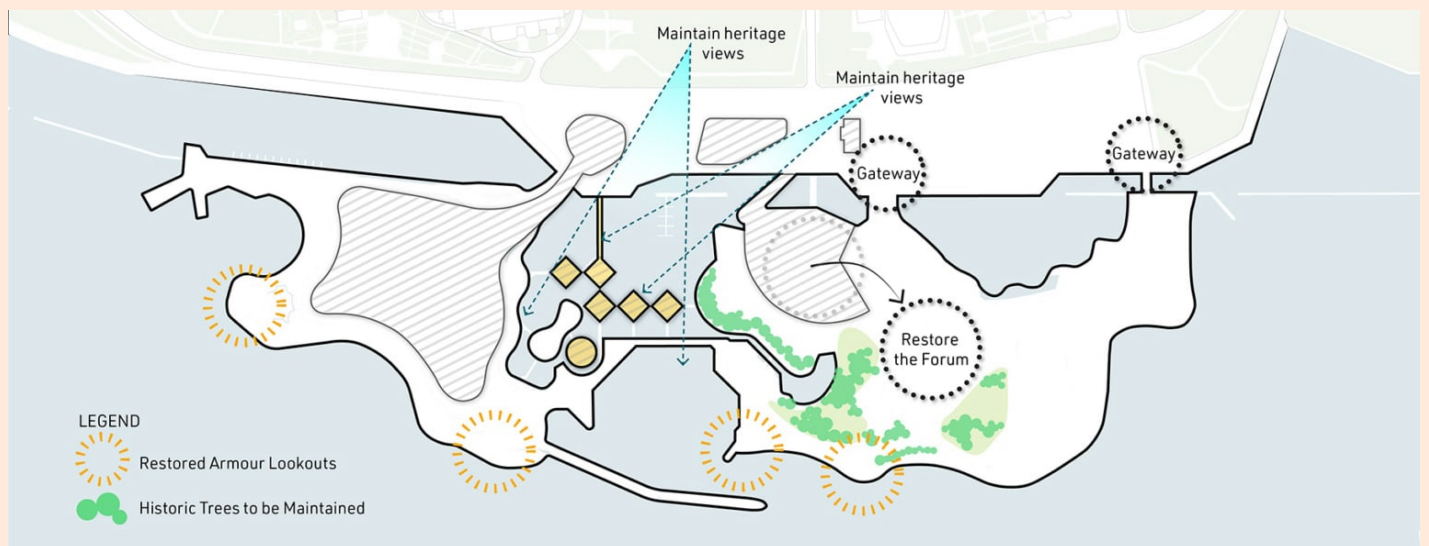 Maintain heritage
views
Maintain heritage
views
Gateway
Gateway
Restore
the Forum
LEGEND
Restored Armour Lookouts
Historic Trees to be Maintained